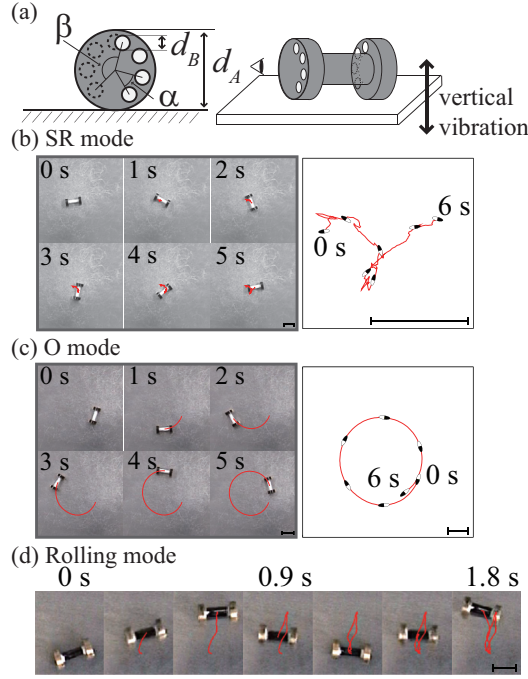 (a)
β
d_B
α
d_A
vertical
vibration
(b) SR mode
0 s 1 s 2 s
3 s 4 s 5 s
0 s
6 s
(c) O mode
0 s 1 s 2 s
3 s 4 s 5 s
6 s 0 s
(d) Rolling mode
0 s 0.9 s 1.8 s